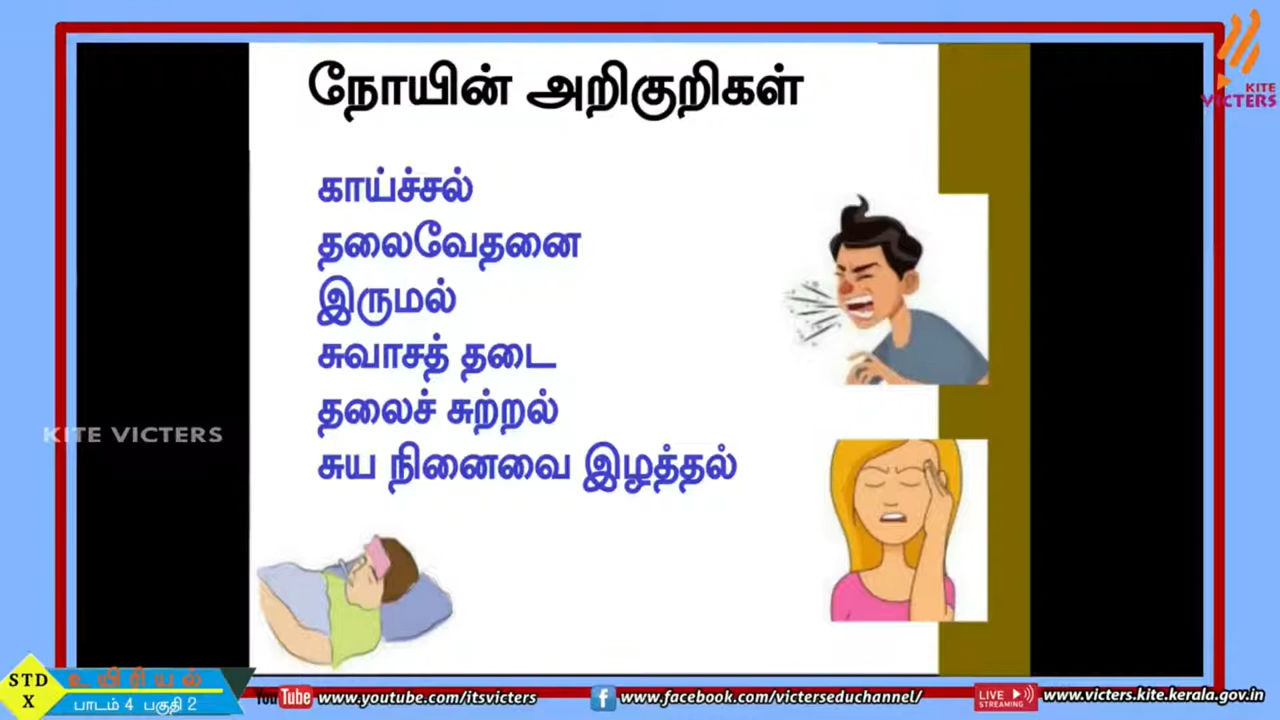 நோயின் அறிகுறிகள்
KITE
VICTERS
காய்ச்சல்
தலைவேதனை
இருமல்
சுவாசத் தடை
தலைச் சுற்றல்
KITE VICTERS
சுய நினைவை இழத்தல்
STD
X
உயிரியல்
பாடம் 4 பகுதி 2
You Tube www.youtube.com/itsvicters
f www.facebook.com/victerseduchannel/
LIVE
STREAMING
www.victers.kite.kerala.gov.in